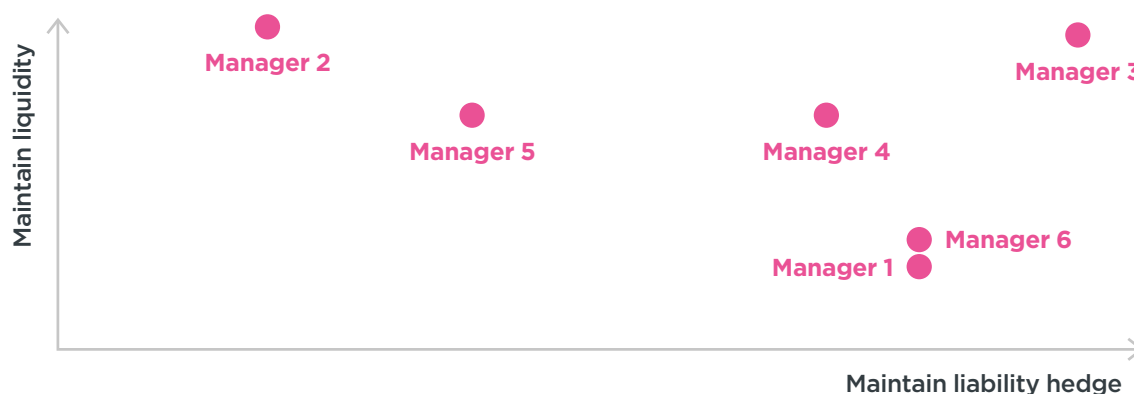 Maintain liquidity
Manager 2
Manager 3
Manager 5
Manager 4
Manager 6
Manager 1
Maintain liability hedge